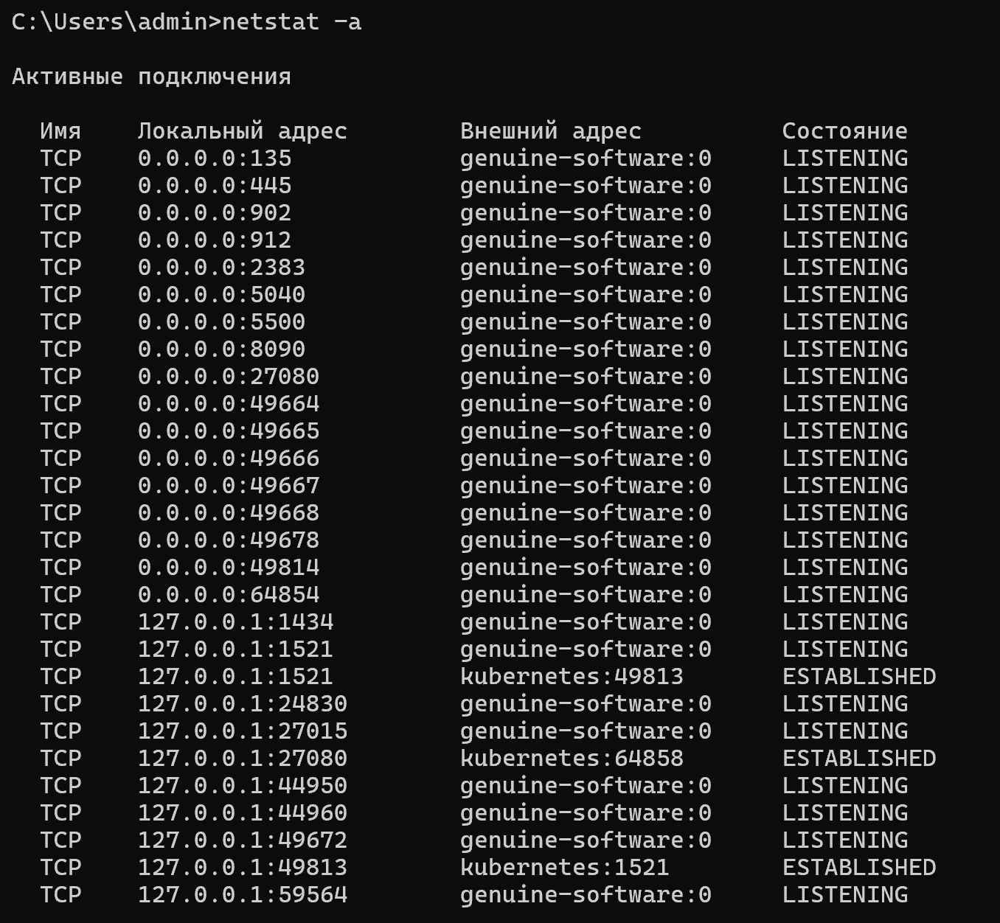 C:\Users\admin>netstat -a
Активные подключения
Имя Локальный адрес Внешний адрес Состояние
TCP 0.0.0.0:135 genuine-software:0 LISTENING
TCP 0.0.0.0:445 genuine-software:0 LISTENING
TCP 0.0.0.0:902 genuine-software:0 LISTENING
TCP 0.0.0.0:912 genuine-software:0 LISTENING
TCP 0.0.0.0:2383 genuine-software:0 LISTENING
TCP 0.0.0.0:5040 genuine-software:0 LISTENING
TCP 0.0.0.0:5500 genuine-software:0 LISTENING
TCP 0.0.0.0:8090 genuine-software:0 LISTENING
TCP 0.0.0.0:27080 genuine-software:0 LISTENING
TCP 0.0.0.0:49664 genuine-software:0 LISTENING
TCP 0.0.0.0:49665 genuine-software:0 LISTENING
TCP 0.0.0.0:49666 genuine-software:0 LISTENING
TCP 0.0.0.0:49667 genuine-software:0 LISTENING
TCP 0.0.0.0:49668 genuine-software:0 LISTENING
TCP 0.0.0.0:49678 genuine-software:0 LISTENING
TCP 0.0.0.0:49814 genuine-software:0 LISTENING
TCP 0.0.0.0:64854 genuine-software:0 LISTENING
TCP 127.0.0.1:1434 genuine-software:0 LISTENING
TCP 127.0.0.1:1521 genuine-software:0 LISTENING
TCP 127.0.0.1:1521 kubernetes:49813 ESTABLISHED
TCP 127.0.0.1:24830 genuine-software:0 LISTENING
TCP 127.0.0.1:27015 genuine-software:0 LISTENING
TCP 127.0.0.1:27080 kubernetes:64858 ESTABLISHED
TCP 127.0.0.1:44950 genuine-software:0 LISTENING
TCP 127.0.0.1:44960 genuine-software:0 LISTENING
TCP 127.0.0.1:49672 genuine-software:0 LISTENING
TCP 127.0.0.1:49813 kubernetes:1521 ESTABLISHED
TCP 127.0.0.1:59564 genuine-software:0 LISTENING